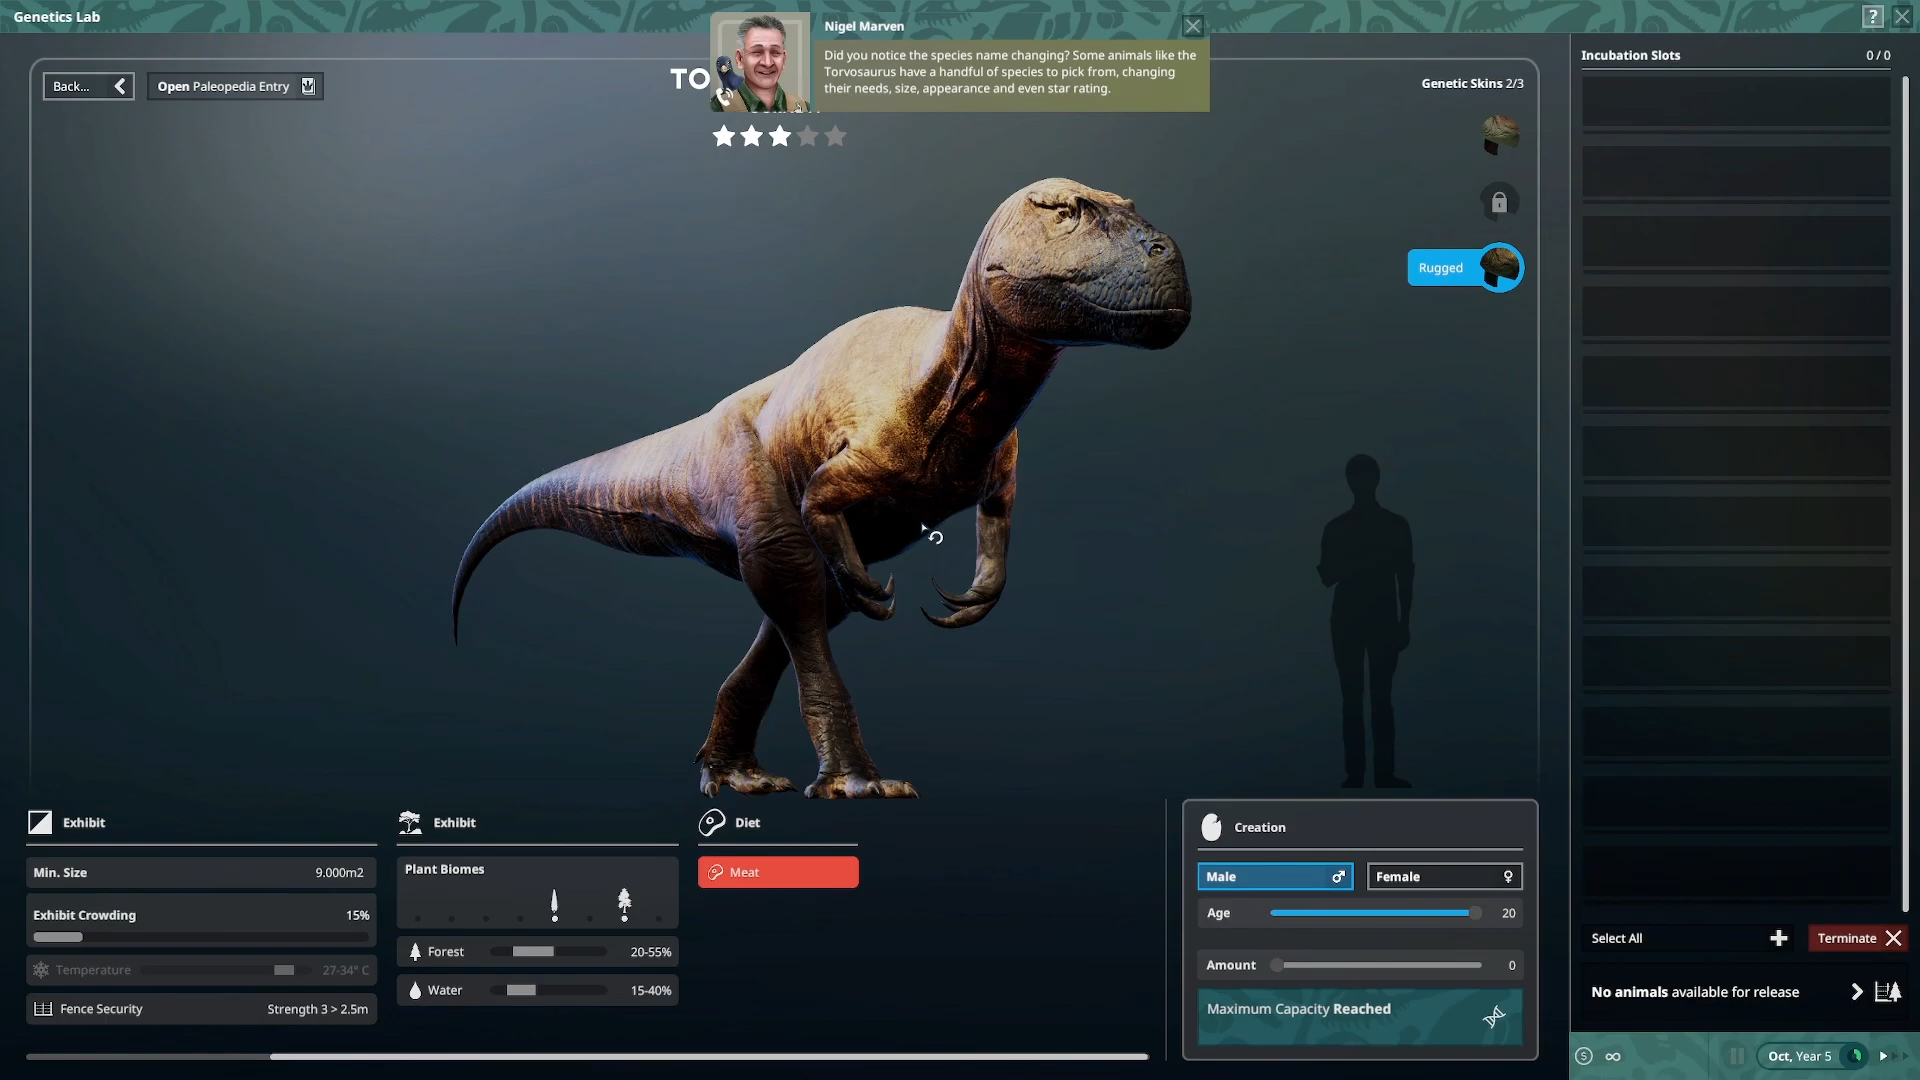 Genetics Lab
?
Nigel Marven
Did you notice the species name changing? Some animals like the
Torvosaurus have a handful of species to pick from, changing
their needs, size, appearance and even star rating.
Back...
Open Paleopedia Entry
TO
Genetic Skins 2/3
Rugged
Incubation Slots
0 / 0
Exhibit
Min. Size
9.000m2
Exhibit Crowding
15%
Temperature
27-34° C
Fence Security
Strength 3 > 2.5m
Exhibit
Plant Biomes
Forest
20-55%
Water
15-40%
Diet
Meat
Creation
Male
Female
Age
20
Amount
0
Maximum Capacity Reached
Select All
Terminate
No animals available for release
Oct, Year 5